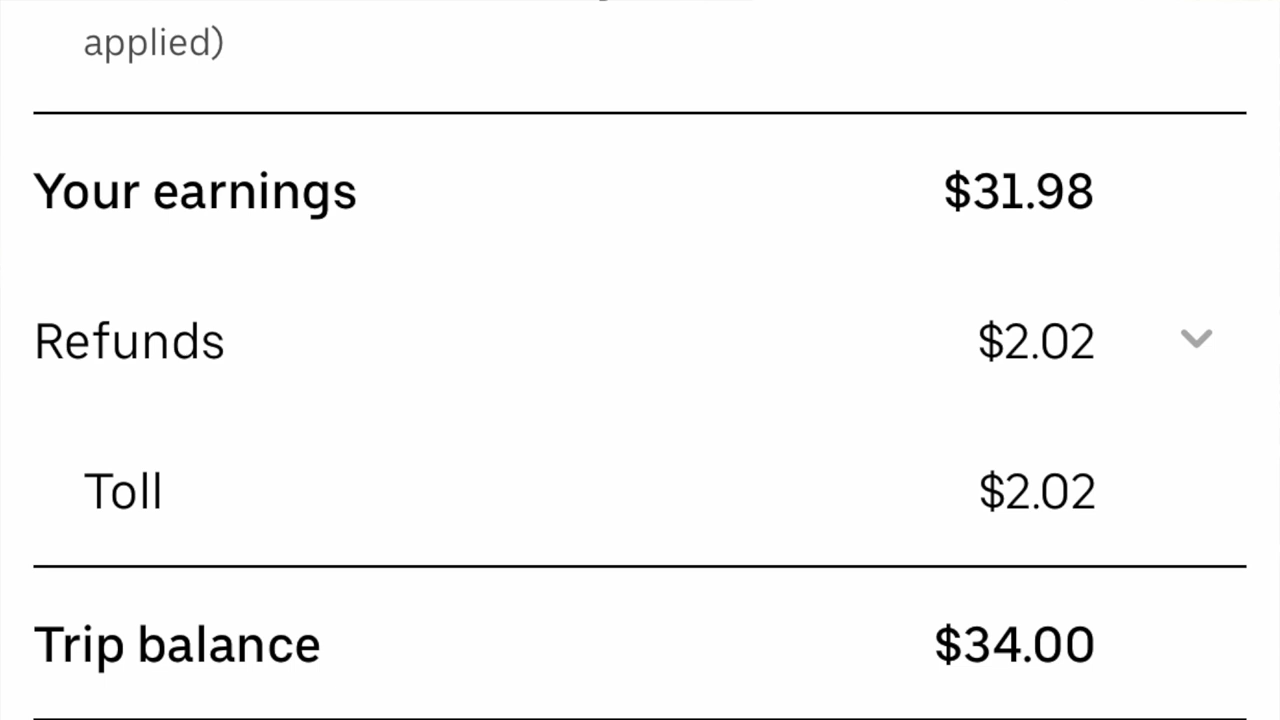 applied)
Your earnings $31.98
Refunds $2.02
Toll $2.02
Trip balance $34.00